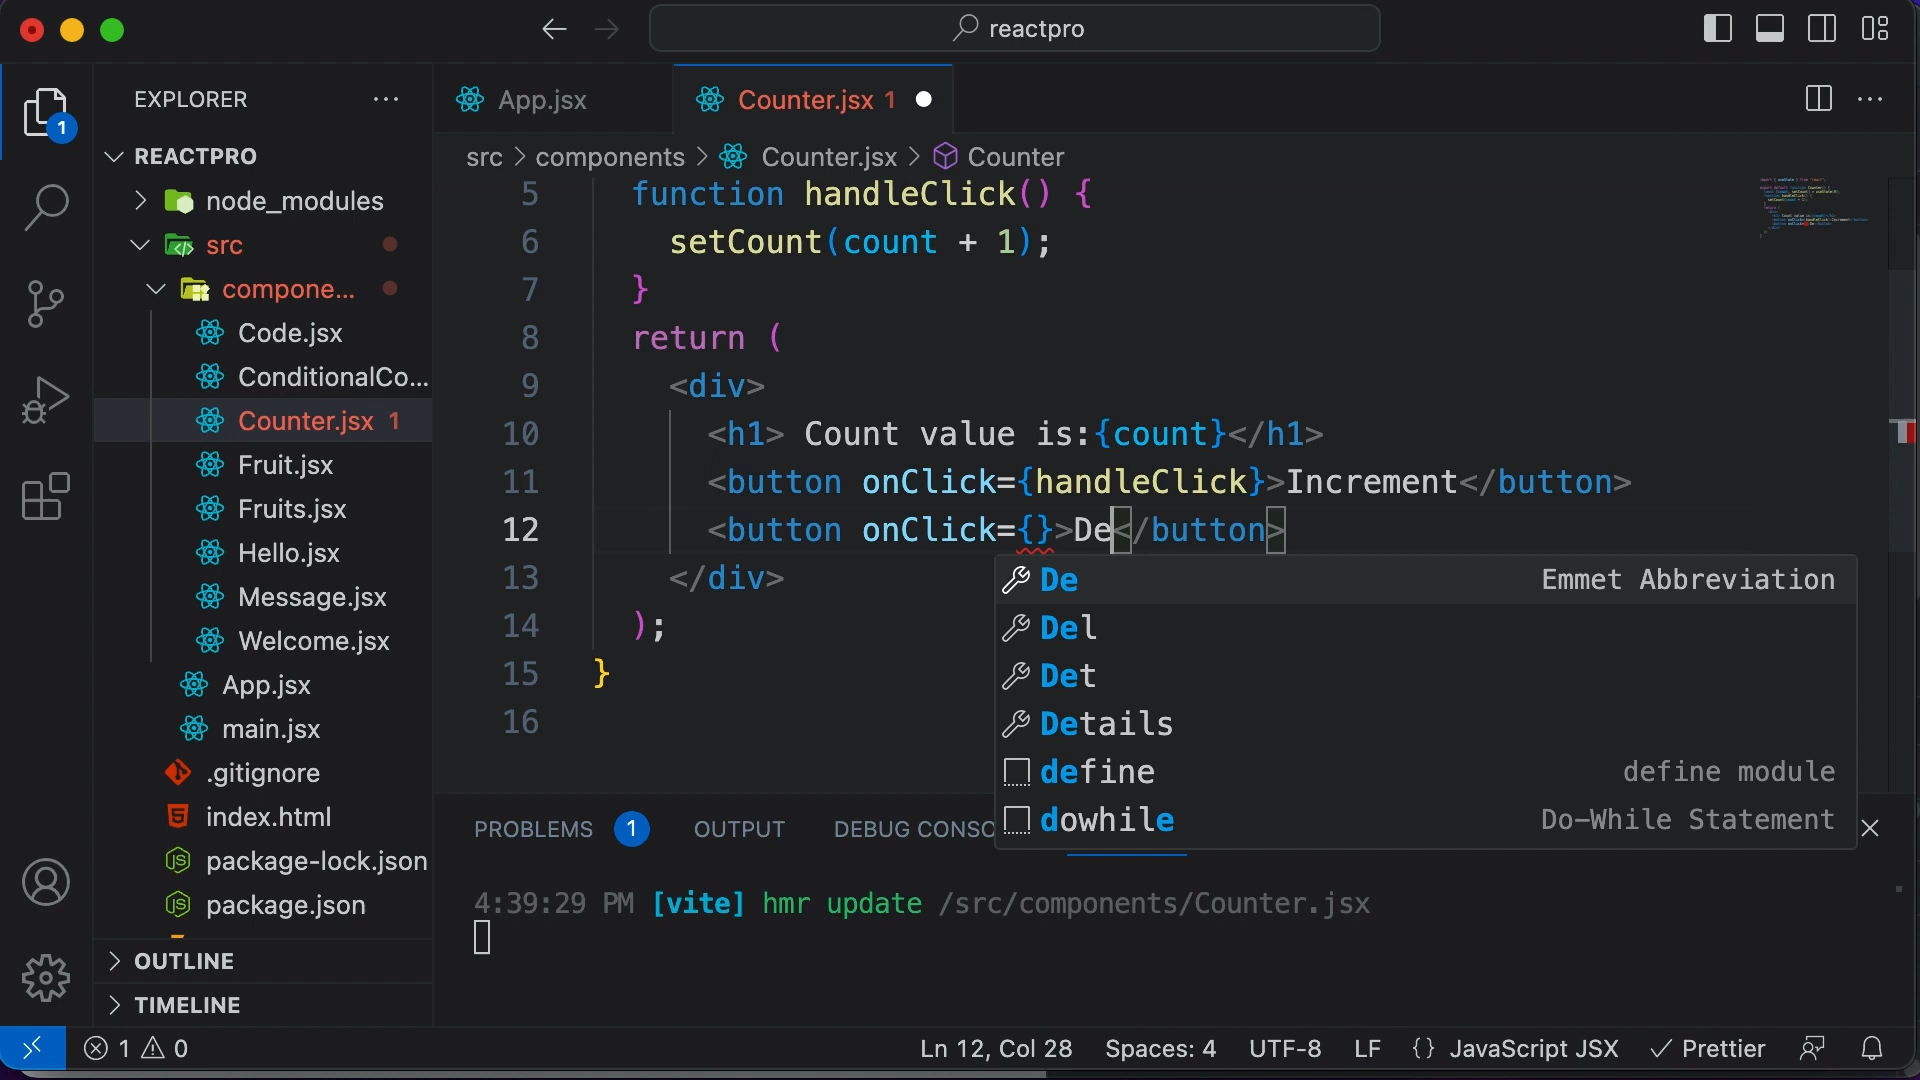 reactpro
EXPLORER
App.jsx
Counter.jsx 1
1
REACTPRO
src
components
Counter.jsx
Counter
node_modules
src
compone...
Code.jsx
ConditionalCo...
Counter.jsx 1
Fruit.jsx
Fruits.jsx
Hello.jsx
Message.jsx
Welcome.jsx
App.jsx
main.jsx
.gitignore
index.html
package-lock.json
package.json
OUTLINE
TIMELINE
5 function handleClick() {
6 setCount(count + 1);
7 }
8 return (
9 <div>
10 <h1> Count value is:{count}</h1>
11 <button onClick={handleClick}>Increment</button>
12 <button onClick={}>De</button>
13 </div>
14 );
15 }
16
De Emmet Abbreviation
Del
Det
Details
define define module
dowhile Do-While Statement
PROBLEMS 1 OUTPUT DEBUG CONSO
4:39:29 PM [vite] hmr update /src/components/Counter.jsx
1 0 Ln 12, Col 28 Spaces: 4 UTF-8 LF {} JavaScript JSX Prettier